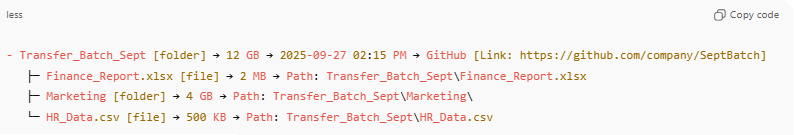 less
Copy code
- Transfer_Batch_Sept [folder] → 12 GB → 2025-09-27 02:15 PM → GitHub [Link: https://github.com/company/SeptBatch]
├─ Finance_Report.xlsx [file] → 2 MB → Path: Transfer_Batch_Sept\Finance_Report.xlsx
├─ Marketing [folder] → 4 GB → Path: Transfer_Batch_Sept\Marketing\
└─ HR_Data.csv [file] → 500 KB → Path: Transfer_Batch_Sept\HR_Data.csv